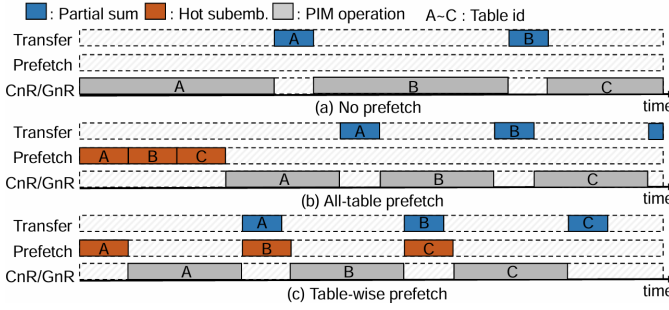 : Partial sum : Hot subemb. : PIM operation A~C : Table id
Transfer A B
Prefetch
CnR/GnR A B C
(a) No prefetch time
Transfer A B
Prefetch A B C
CnR/GnR A B C
(b) All-table prefetch time
Transfer A B C
Prefetch A B C
CnR/GnR A B C
(c) Table-wise prefetch time